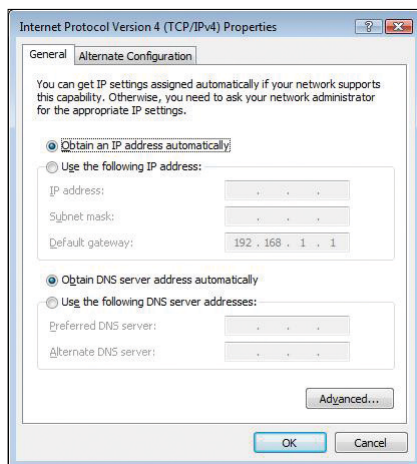 Internet Protocol Version 4 (TCP/IPv4) Properties
General Alternate Configuration
You can get IP settings assigned automatically if your network supports
this capability. Otherwise, you need to ask your network administrator
for the appropriate IP settings.
Obtain an IP address automatically
Use the following IP address:
IP address: . . .
Subnet mask: . . .
Default gateway: 192 . 168 . 1 . 1
Obtain DNS server address automatically
Use the following DNS server addresses:
Preferred DNS server: . . .
Alternate DNS server: . . .
Advanced...
OK Cancel